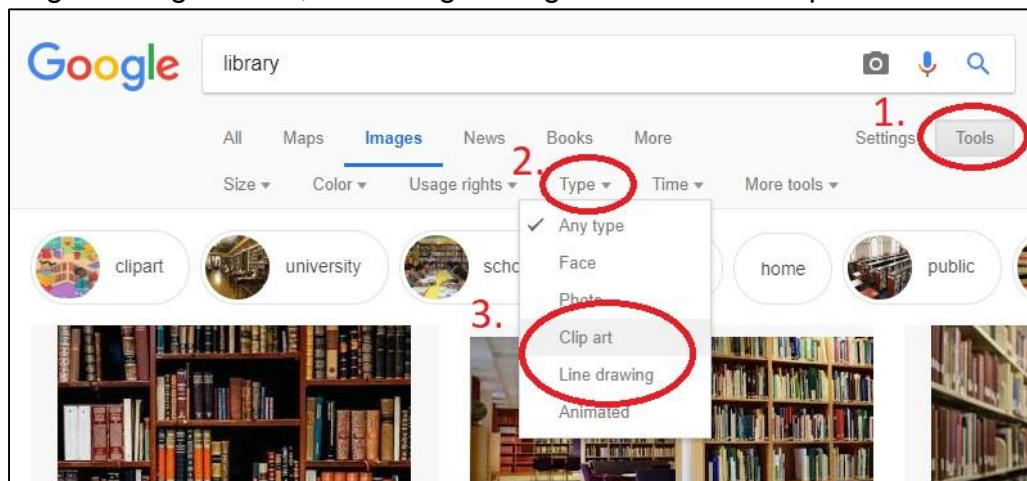 Google library
1.
All Maps Images News Books More Settings Tools
2.
Size Color Usage rights Type Time More tools
Any type
clipart university scho home public
Face
Photo
3.
Clip art
Line drawing
Animated